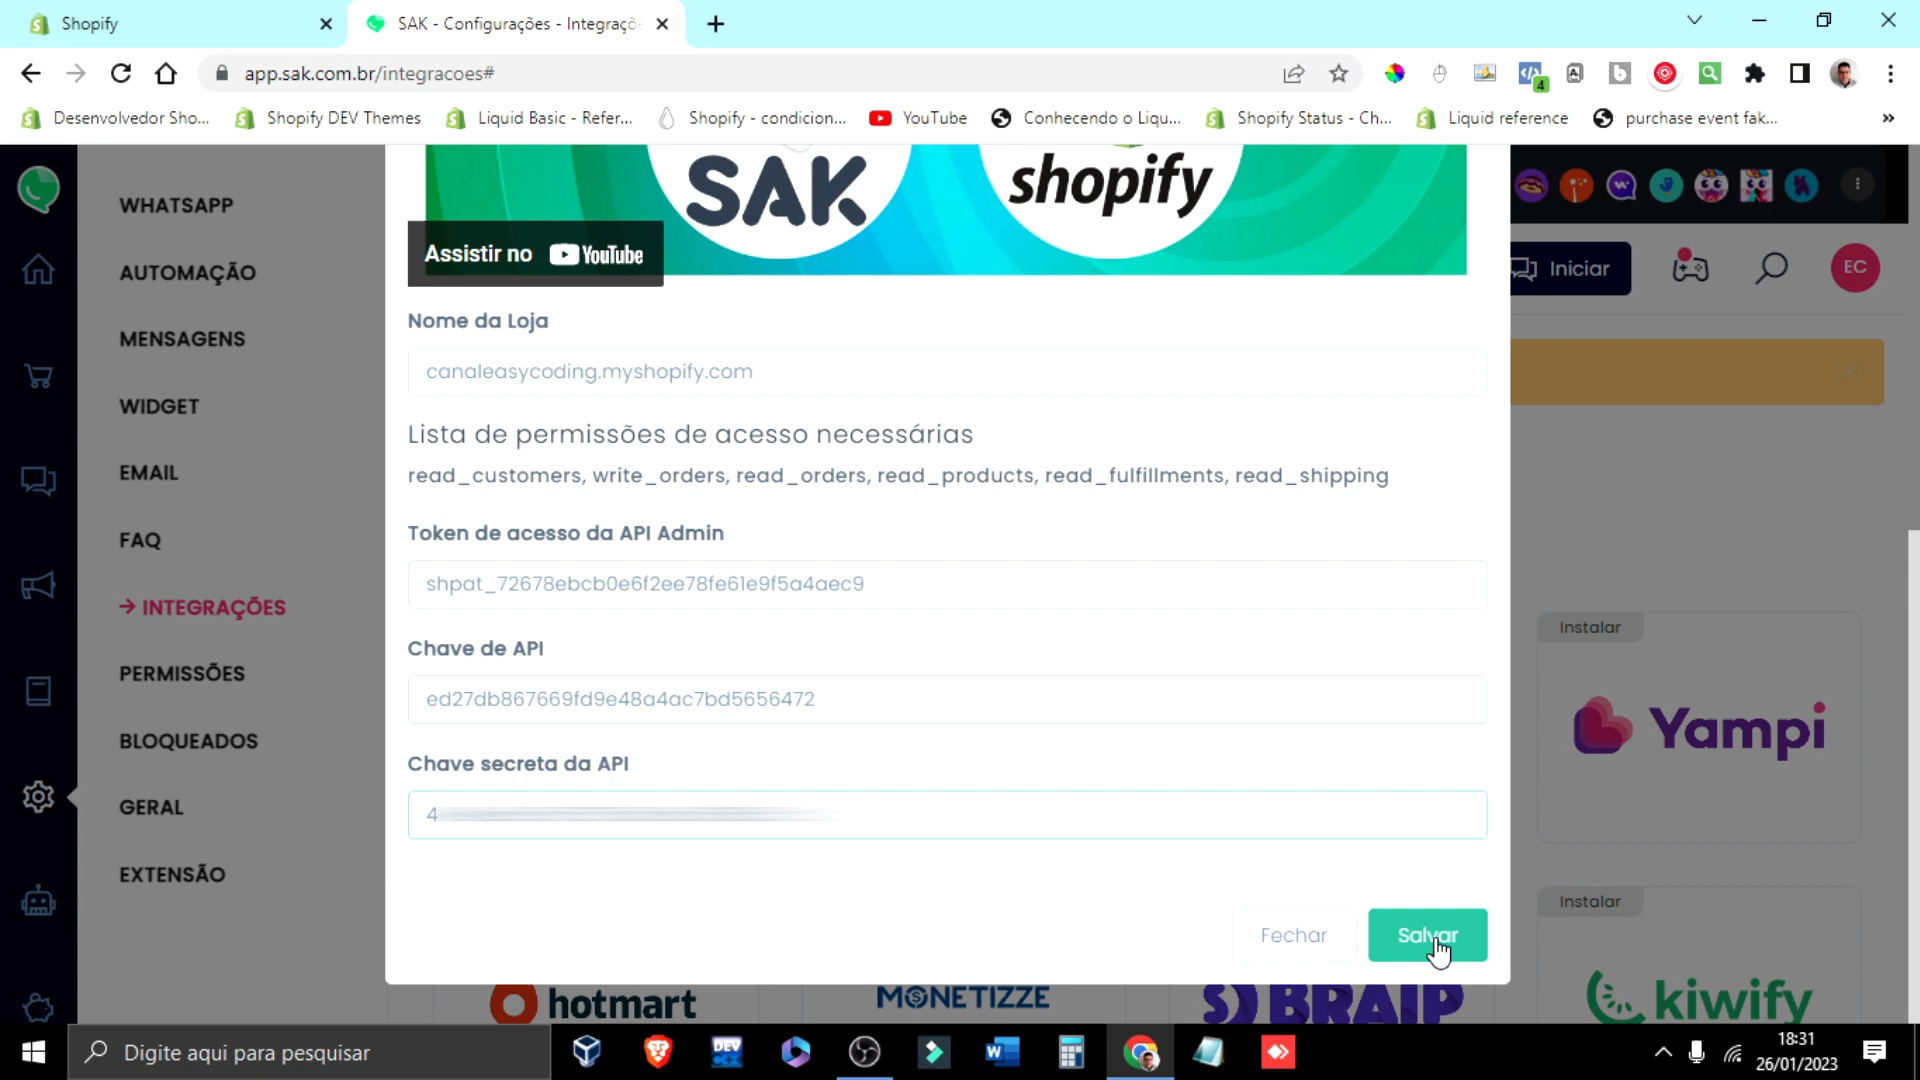 Shopify
SAK - Configurações - Integraçõ
app.sak.com.br/integracoes#
4
Desenvolvedor Sho...
Shopify DEV Themes
Liquid Basic - Refer...
Shopify - condicion...
YouTube
Conhecendo o Liqu...
Shopify Status - Ch...
Liquid reference
purchase event fak...
WHATSAPP
AUTOMAÇÃO
MENSAGENS
WIDGET
EMAIL
FAQ
→ INTEGRAÇÕES
PERMISSÕES
BLOQUEADOS
GERAL
EXTENSÃO
SAK
shopify
Assistir no YouTube
Iniciar
EC
Nome da Loja
canaleasycoding.myshopify.com
Lista de permissões de acesso necessárias
read_customers, write_orders, read_orders, read_products, read_fulfillments, read_shipping
Token de acesso da API Admin
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
Chave de API
ed27db867669fd9e48a4ac7bd5656472
Chave secreta da API
4
Fechar
Salvar
Instalar
Yampi
Instalar
kiwify
hotmart
MONETIZZE
BRAIP
Digite aqui para pesquisar
DEV
C++
W
18:31
26/01/2023